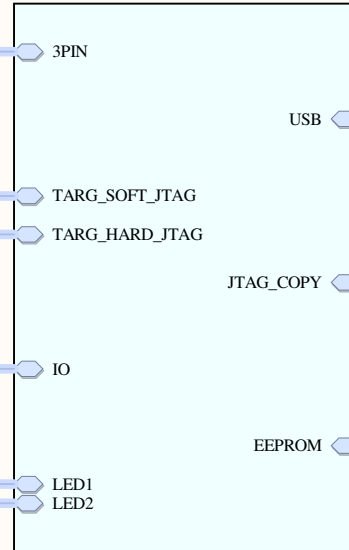 3PIN
USB
TARG_SOFT_JTAG
TARG_HARD_JTAG
JTAG_COPY
IO
EEPROM
LED1
LED2